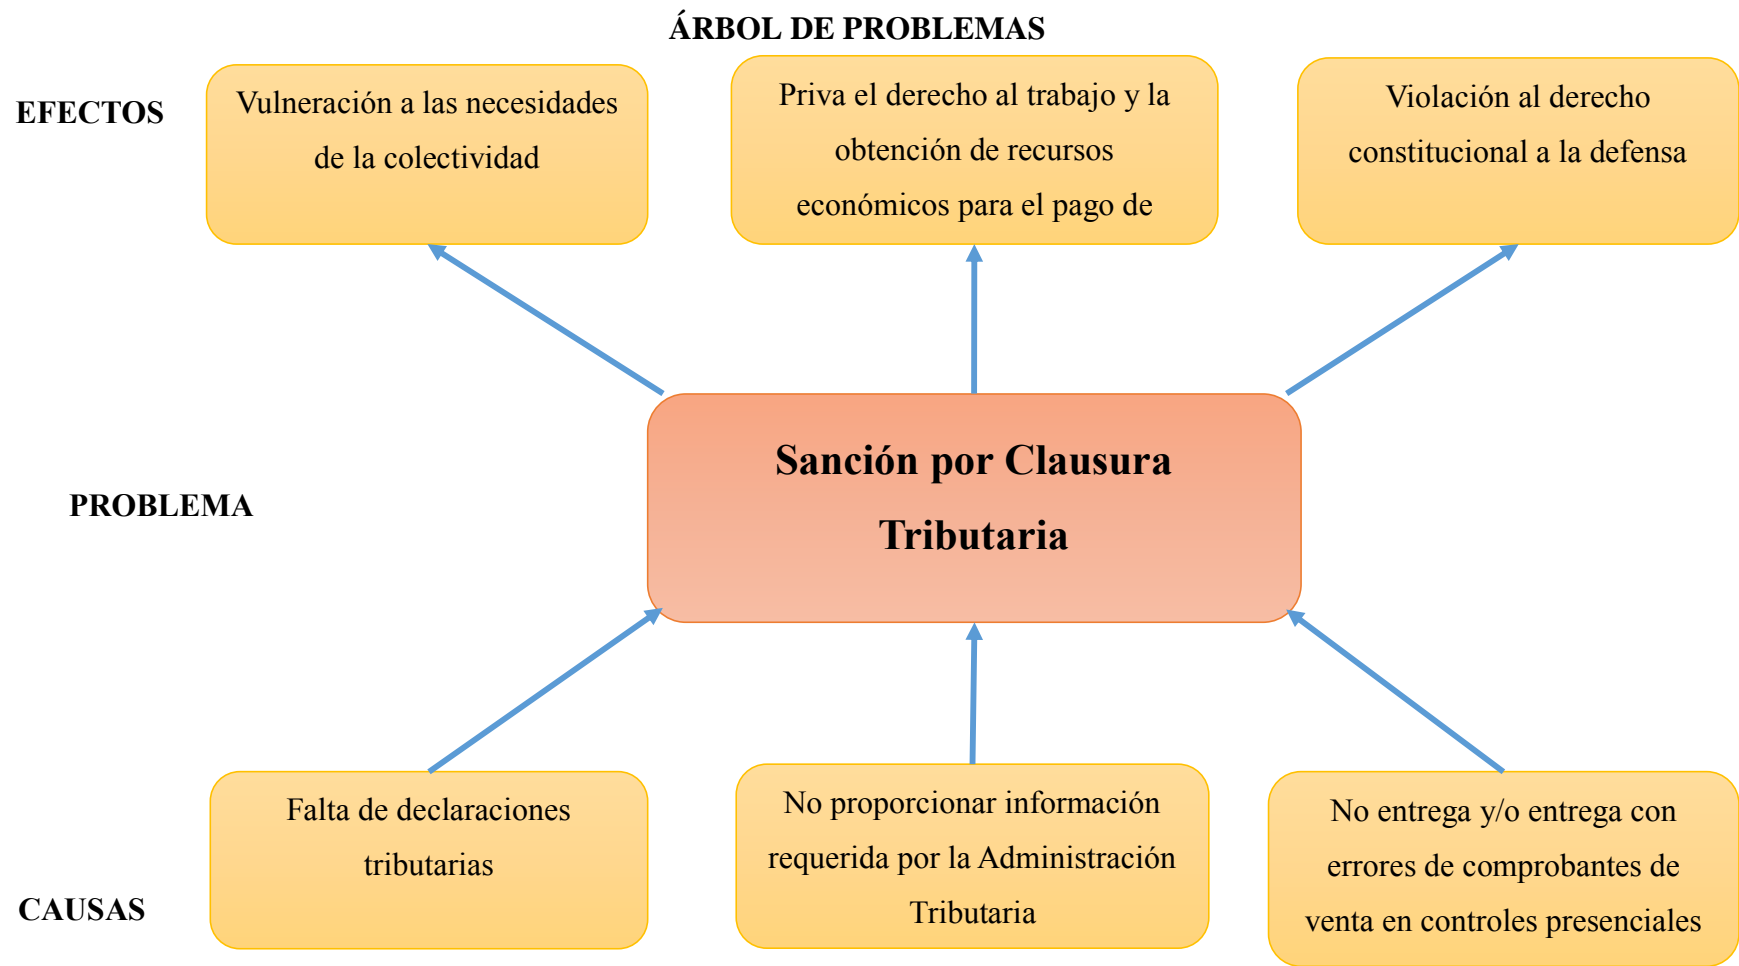 ÁRBOL DE PROBLEMAS
EFECTOS
Vulneración a las necesidades
de la colectividad
Priva el derecho al trabajo y la
obtención de recursos
económicos para el pago de
Violación al derecho
constitucional a la defensa
PROBLEMA
Sanción por Clausura
Tributaria
CAUSAS
Falta de declaraciones
tributarias
No proporcionar información
requerida por la Administración
Tributaria
No entrega y/o entrega con
errores de comprobantes de
venta en controles presenciales